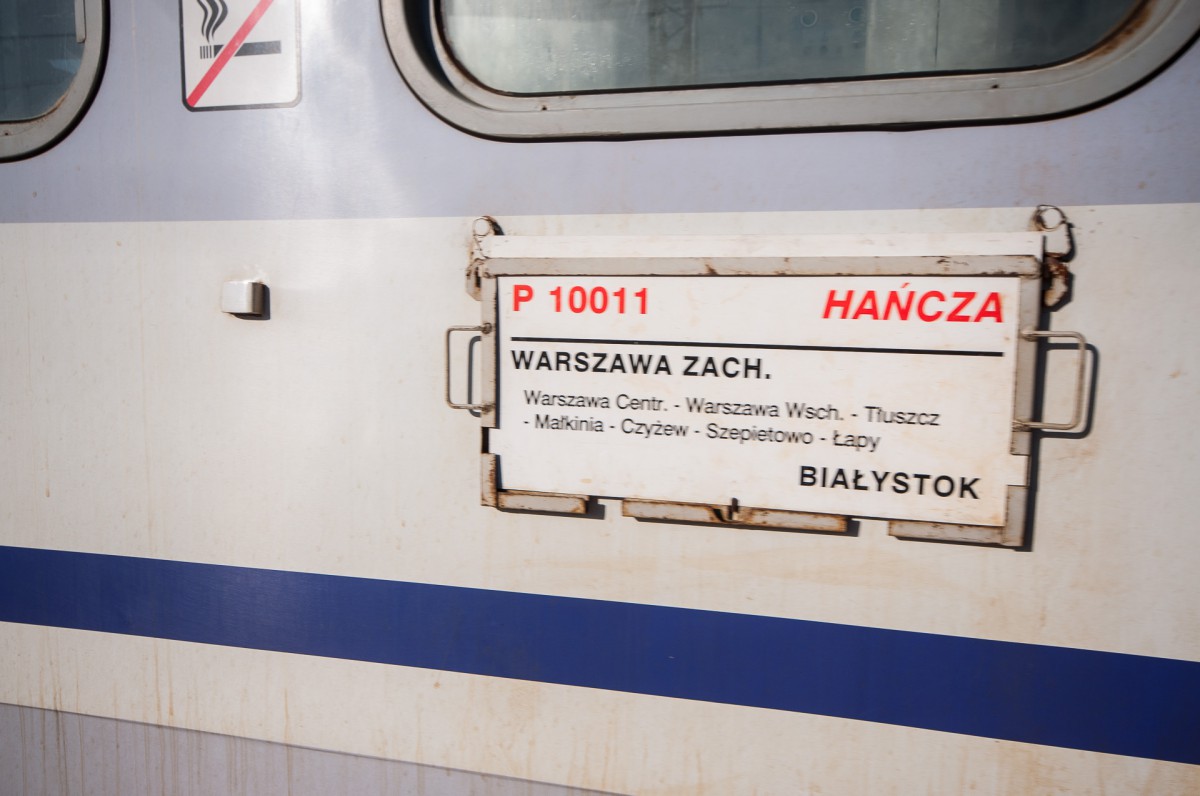 P 10011 HAŃCZA
WARSZAWA ZACH.
Warszawa Centr. - Warszawa Wsch. - Tłuszcz
- Małkinia - Czyżew - Szepietowo - Łapy
BIAŁYSTOK